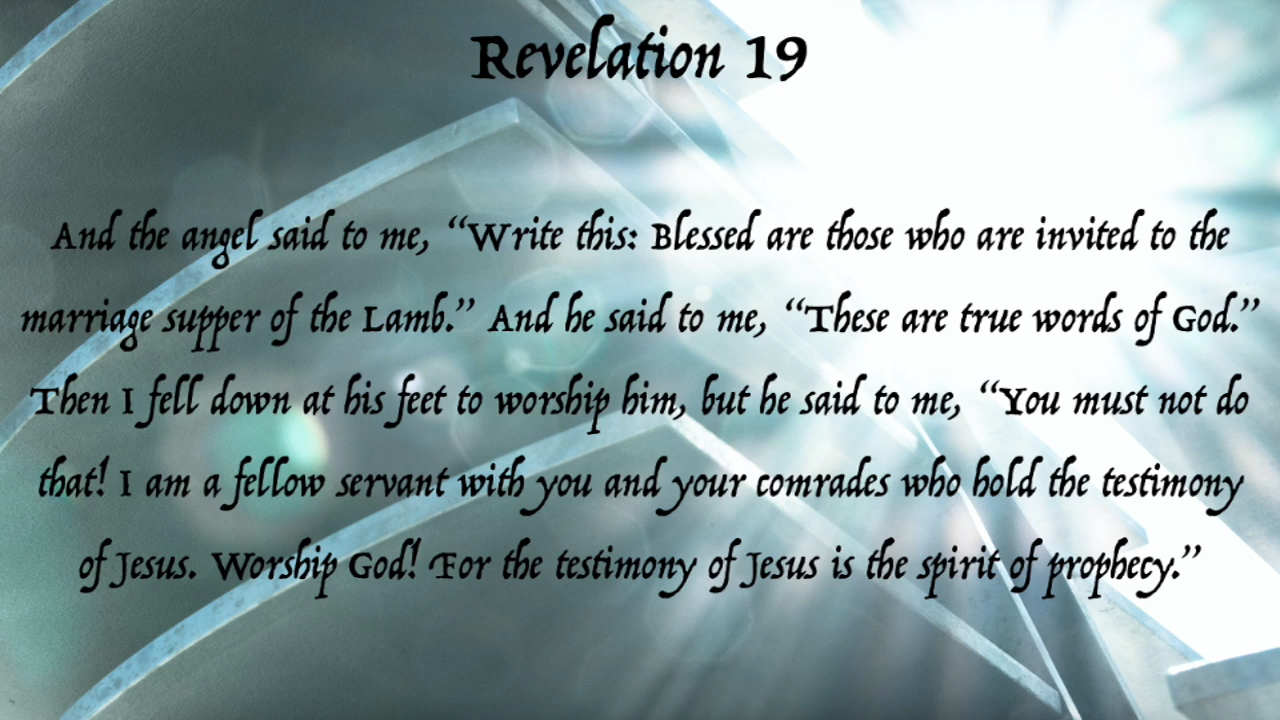 Revelation 19
And the angel said to me, “Write this: Blessed are those who are invited to the
marriage supper of the Lamb.” And he said to me, “These are true words of God.”
Then I fell down at his feet to worship him, but he said to me, “You must not do
that! I am a fellow servant with you and your comrades who hold the testimony
of Jesus. Worship God! For the testimony of Jesus is the spirit of prophecy.”